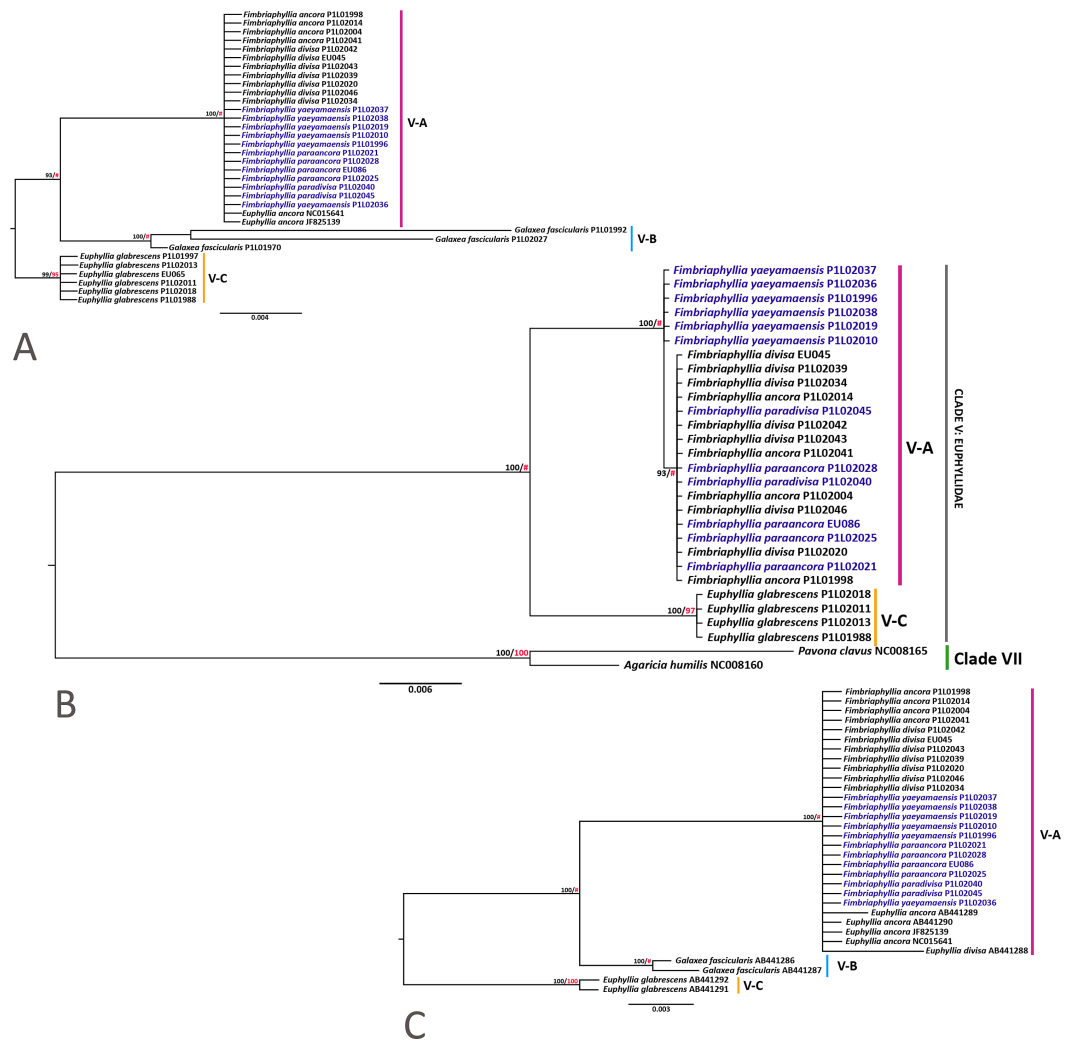 Fimbriaphyllia ancora P1L01998
Fimbriaphyllia ancora P1L02014
Fimbriaphyllia ancora P1L02004
Fimbriaphyllia ancora P1L02041
Fimbriaphyllia divisa P1L02042
Fimbriaphyllia divisa EU045
Fimbriaphyllia divisa P1L02043
Fimbriaphyllia divisa P1L02039
Fimbriaphyllia divisa P1L02020
Fimbriaphyllia divisa P1L02046
Fimbriaphyllia divisa P1L02034
100/#
Fimbriaphyllia yaeyamensis P1L02037
Fimbriaphyllia yaeyamaensis P1L02038
Fimbriaphyllia yaeyamensis P1L02019
Fimbriaphyllia yaeyamaensis P1L02010
Fimbriaphyllia yaeyamensis P1L01996
Fimbriaphyllia paraancora P1L02021
Fimbriaphyllia paraancora P1L02028
Fimbriaphyllia paraancora EU086
Fimbriaphyllia paraancora P1L02025
Fimbriaphyllia paradivisa P1L02040
Fimbriaphyllia paradivisa P1L02045
Fimbriaphyllia yaeyamaensis P1L02036
Euphyllia ancora NC015641
Euphyllia ancora JF825139
V-A
93/#
Galaxea fascicularis P1L01992
100/#
Galaxea fascicularis P1L02027
Galaxea fascicularis P1L01970
V-B
Euphyllia glabrescens P1L01997
Euphyllia glabrescens P1L02013
99/95
Euphyllia glabrescens EU065
Euphyllia glabrescens P1L02011
Euphyllia glabrescens P1L02018
Euphyllia glabrescens P1L01988
V-C
0.004
A
Fimbriaphyllia yaeyamaensis P1L02037
Fimbriaphyllia yaeyamaensis P1L02036
Fimbriaphyllia yaeyamaensis P1L01996
Fimbriaphyllia yaeyamaensis P1L02038
100/#
Fimbriaphyllia yaeyamaensis P1L02019
Fimbriaphyllia yaeyamaensis P1L02010
Fimbriaphyllia divisa EU045
Fimbriaphyllia divisa P1L02039
Fimbriaphyllia divisa P1L02034
Fimbriaphyllia ancora P1L02014
Fimbriaphyllia paradivisa P1L02045
Fimbriaphyllia divisa P1L02042
Fimbriaphyllia divisa P1L02043
Fimbriaphyllia ancora P1L02041
Fimbriaphyllia paraancora P1L02028
93/#
Fimbriaphyllia paradivisa P1L02040
Fimbriaphyllia ancora P1L02004
Fimbriaphyllia divisa P1L02046
Fimbriaphyllia paraancora EU086
Fimbriaphyllia paraancora P1L02025
Fimbriaphyllia divisa P1L02020
Fimbriaphyllia paraancora P1L02021
Fimbriaphyllia ancora P1L01998
V-A
100/#
Euphyllia glabrescens P1L02018
100/97
Euphyllia glabrescens P1L02011
Euphyllia glabrescens P1L02013
Euphyllia glabrescens P1L01988
V-C
CLADE V: EUPHYLLIDAE
100/100
Pavona clavus NC008165
Agaricia humilis NC008160
Clade VII
0.006
B
Fimbriaphyllia ancora P1L01998
Fimbriaphyllia ancora P1L02014
Fimbriaphyllia ancora P1L02004
Fimbriaphyllia ancora P1L02041
Fimbriaphyllia divisa P1L02042
Fimbriaphyllia divisa EU045
Fimbriaphyllia divisa P1L02043
Fimbriaphyllia divisa P1L02039
Fimbriaphyllia divisa P1L02020
Fimbriaphyllia divisa P1L02046
Fimbriaphyllia divisa P1L02034
Fimbriaphyllia yaeyamensis P1L02037
Fimbriaphyllia yaeyamensis P1L02038
100/#
Fimbriaphyllia yaeyamaensis P1L02019
Fimbriaphyllia yaeyamensis P1L02010
Fimbriaphyllia yaeyamensis P1L01996
Fimbriaphyllia paraancora P1L02021
Fimbriaphyllia paraancora P1L02028
Fimbriaphyllia paraancora EU086
Fimbriaphyllia paraancora P1L02025
Fimbriaphyllia paradivisa P1L02040
Fimbriaphyllia paradivisa P1L02045
Fimbriaphyllia yaeyamensis P1L02036
Euphyllia ancora AB441289
Euphyllia ancora AB441290
Euphyllia ancora JF825139
Euphyllia ancora NC015641
Euphyllia divisa AB441288
V-A
100/#
100/#
Galaxea fascicularis AB441286
Galaxea fascicularis AB441287
V-B
100/100
Euphyllia glabrescens AB441292
Euphyllia glabrescens AB441291
V-C
0.003
C